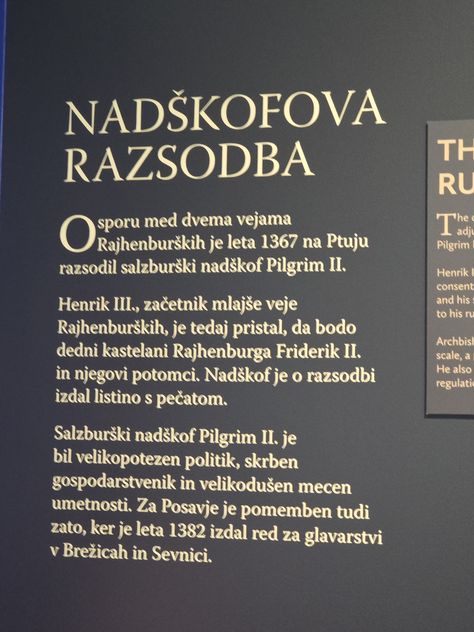 NADŠKOFOVA
RAZSODBA
O sporu med dvema vejama
Rajhenburških je leta 1367 na Ptuju
razsodil salzburški nadškof Pilgrim II.
Henrik III., začetnik mlajše veje
Rajhenburških, je tedaj pristal, da bodo
dedni kastelani Rajhenburga Friderik II.
in njegovi potomci. Nadškof je o razsodbi
izdal listino s pečatom.
Salzburški nadškof Pilgrim II. je
bil velikopotezen politik, skrben
gospodarstvenik in velikodušen mecen
umetnosti. Za Posavje je pomemben tudi
zato, ker je leta 1382 izdal red za glavarstvi
v Brežicah in Sevnici.
The
Pilgrim
Henrik
consent
and his
to his
Archbish
scale, a
He also
regulati